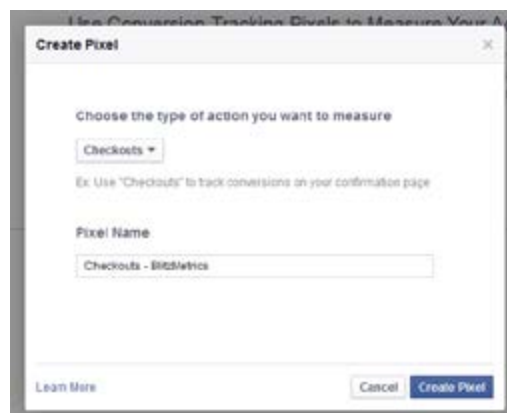 Use Conversion Tracking Pixels to Measure Your A
Create Pixel ×
Choose the type of action you want to measure
Checkouts
Ex: Use "Checkouts" to track conversions on your confirmation page
Pixel Name
Checkouts - BlitzMetrics
Learn More Cancel Create Pixel